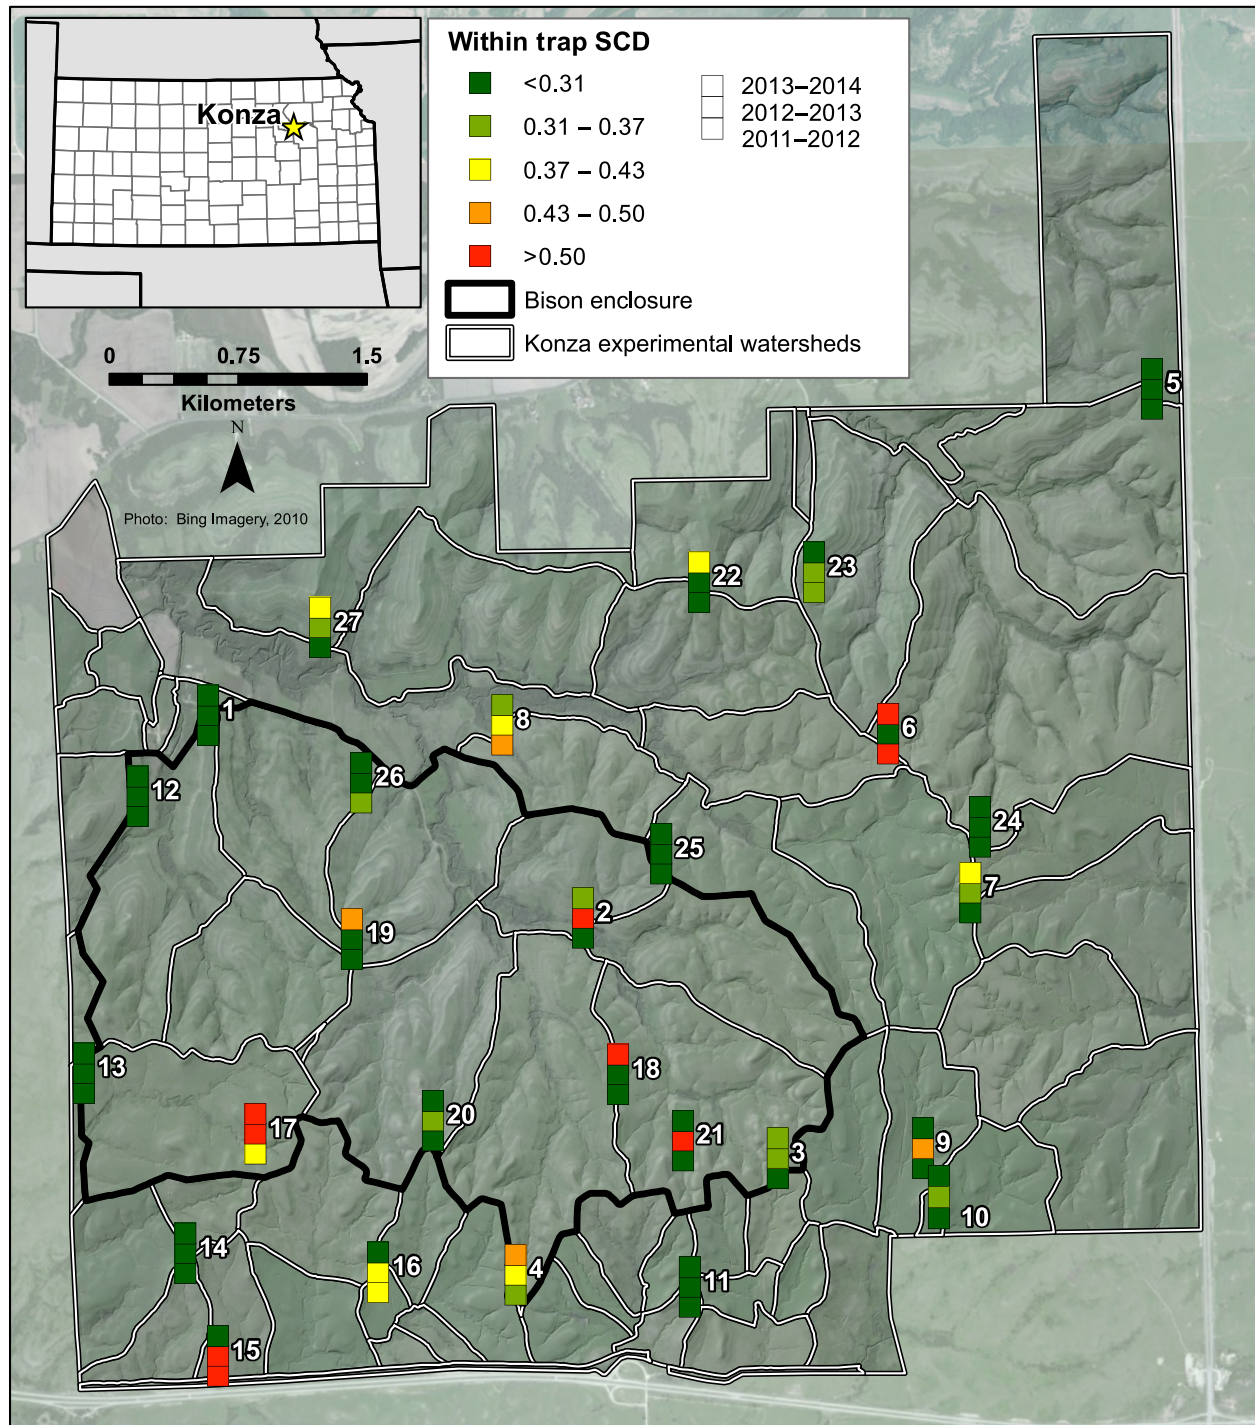 Konza
Within trap SCD
<0.31
0.31 – 0.37
0.37 – 0.43
0.43 – 0.50
>0.50
2013–2014
2012–2013
2011–2012
Bison enclosure
Konza experimental watersheds
0 0.75 1.5
Kilometers
N
Photo: Bing Imagery, 2010
5
22
23
27
1
8
6
12
26
24
25
7
2
19
13
18
17
20
21
3
9
10
14
16
4
11
15